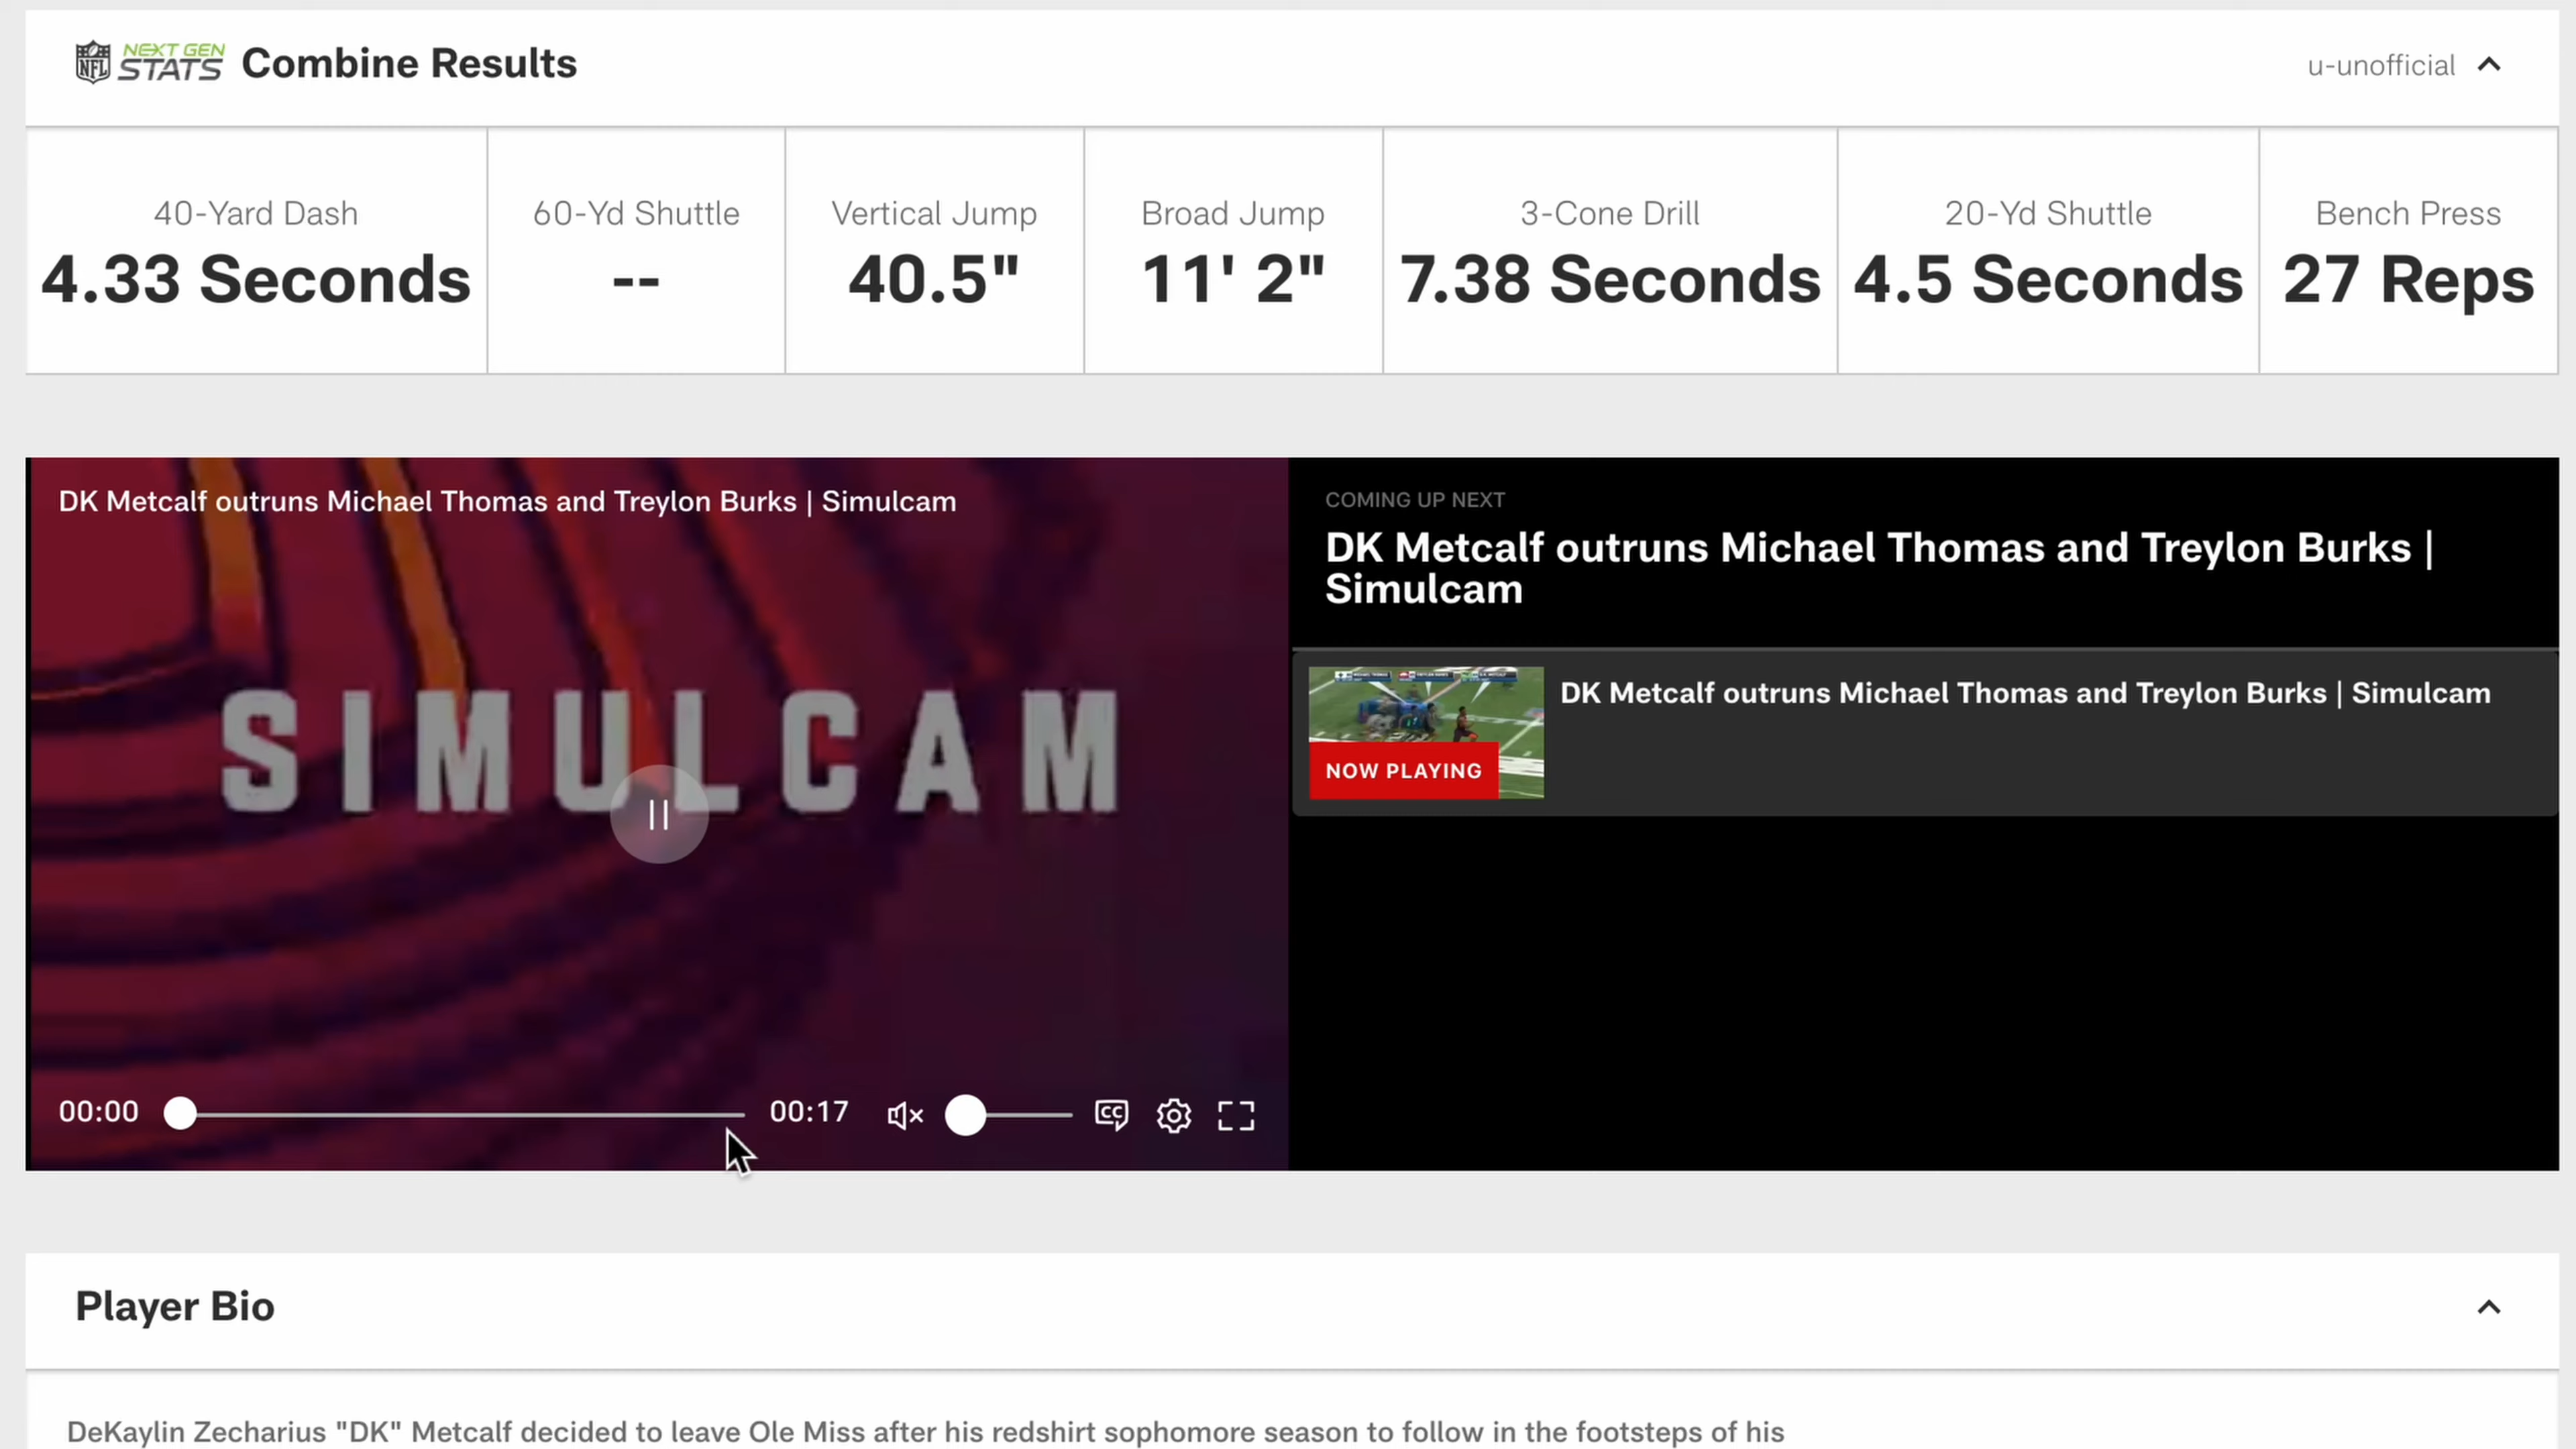 NFL NEXT GEN STATS Combine Results
u-unofficial
40-Yard Dash
4.33 Seconds
60-Yd Shuttle
--
Vertical Jump
40.5"
Broad Jump
11' 2"
3-Cone Drill
7.38 Seconds
20-Yd Shuttle
4.5 Seconds
Bench Press
27 Reps
DK Metcalf outruns Michael Thomas and Treylon Burks | Simulcam
SIMULCAM
00:00
00:17
CC
COMING UP NEXT
DK Metcalf outruns Michael Thomas and Treylon Burks |
Simulcam
NOW PLAYING
DK Metcalf outruns Michael Thomas and Treylon Burks | Simulcam
Player Bio
DeKaylin Zecharius "DK" Metcalf decided to leave Ole Miss after his redshirt sophomore season to follow in the footsteps of his